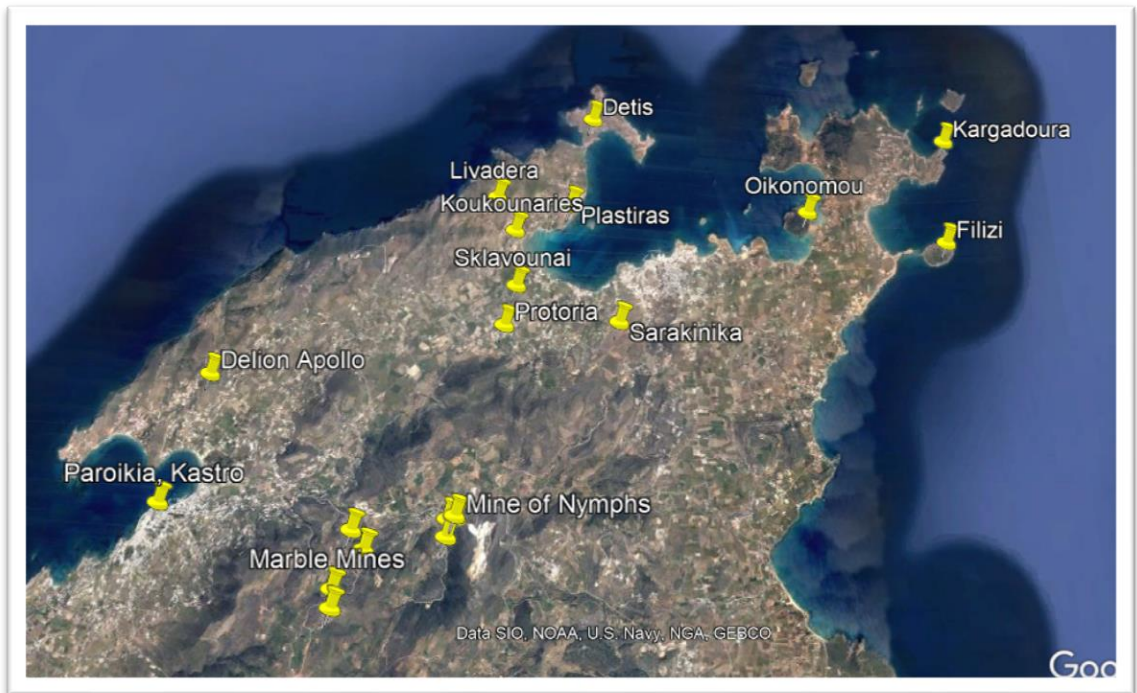 Detis
Kargadoura
Livadera
Oikonomou
Koukounaries
Plastiras
Filizi
Sklavounai
Protoria
Sarakinika
Delion Apollo
Paroikia, Kastro
Mine of Nymphs
Marble Mines
Data SIO, NOAA, U.S. Navy, NGA, GEBCO
Goo